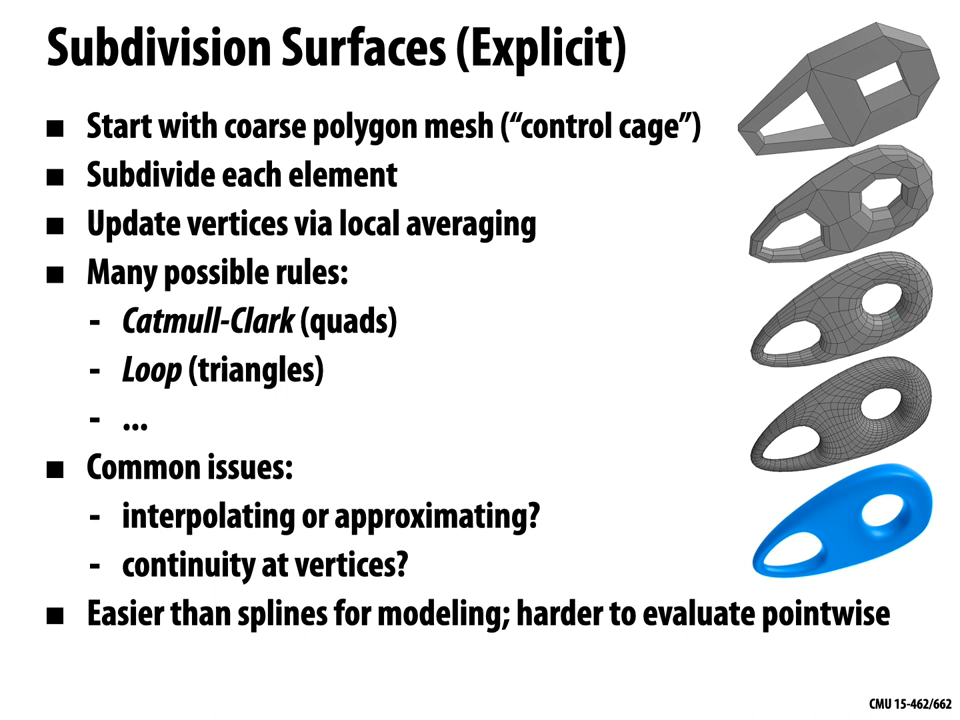 Subdivision Surfaces (Explicit)
■ Start with coarse polygon mesh (“control cage”)
■ Subdivide each element
■ Update vertices via local averaging
■ Many possible rules:
- Catmull-Clark (quads)
- Loop (triangles)
- ...
■ Common issues:
- interpolating or approximating?
- continuity at vertices?
■ Easier than splines for modeling; harder to evaluate pointwise
CMU 15-462/662